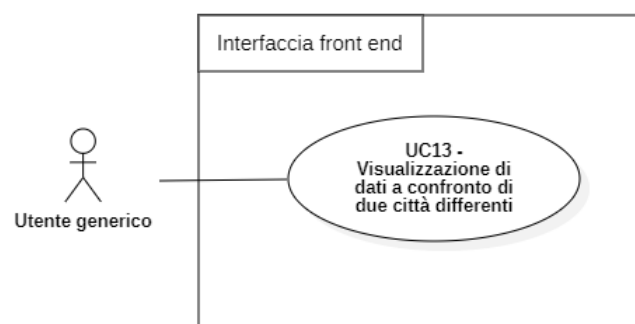 Interfaccia front end
UC13 -
Visualizzazione di
dati a confronto di
due città differenti
Utente generico